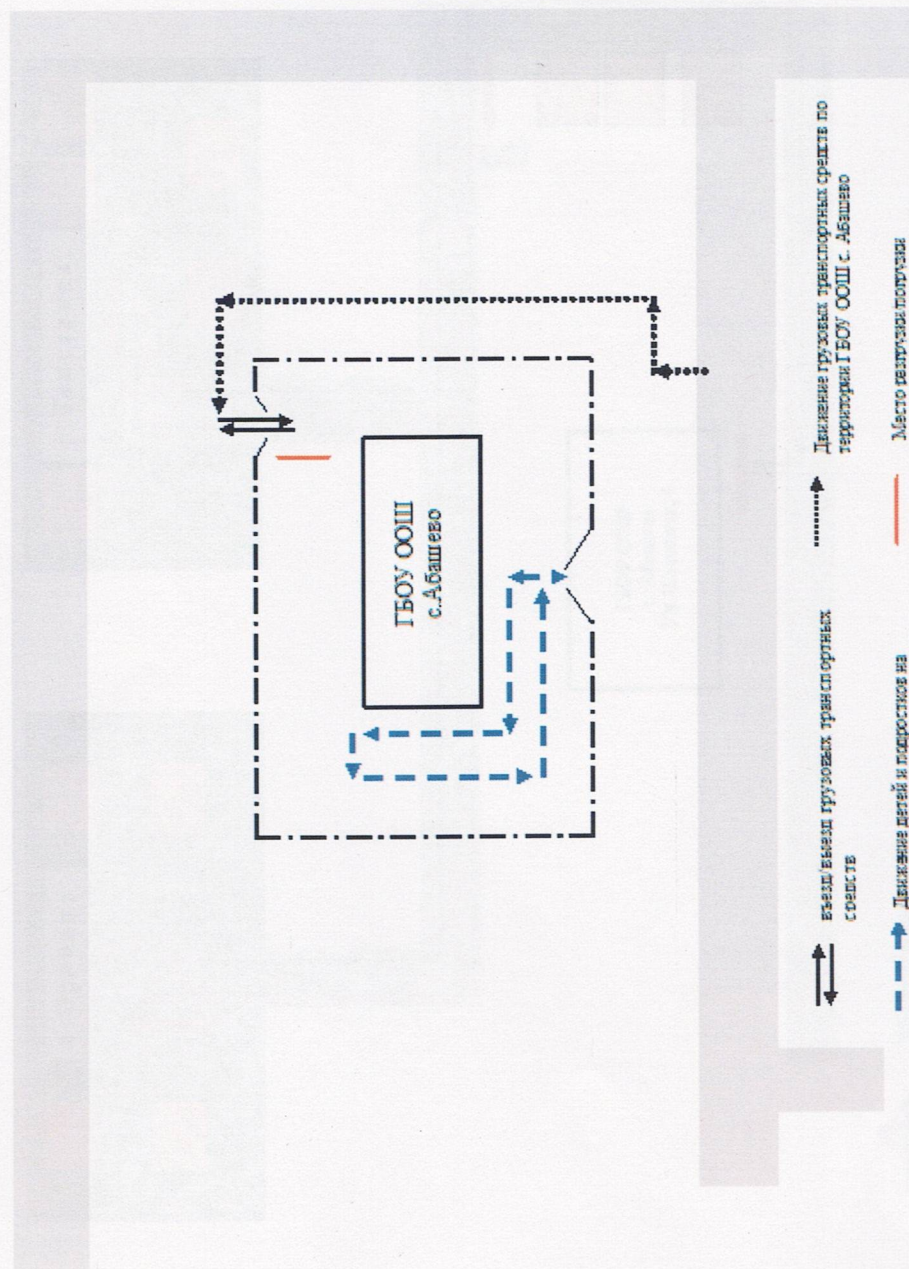 ГБОУ ООШ
с.Абашево
въезд/выезд грузовых транспортных
средств
Движение грузовых транспортных средств по
территории ГБОУ ООШ с. Абашево
Движение детей и подростков на
Место разгрузки/погрузки